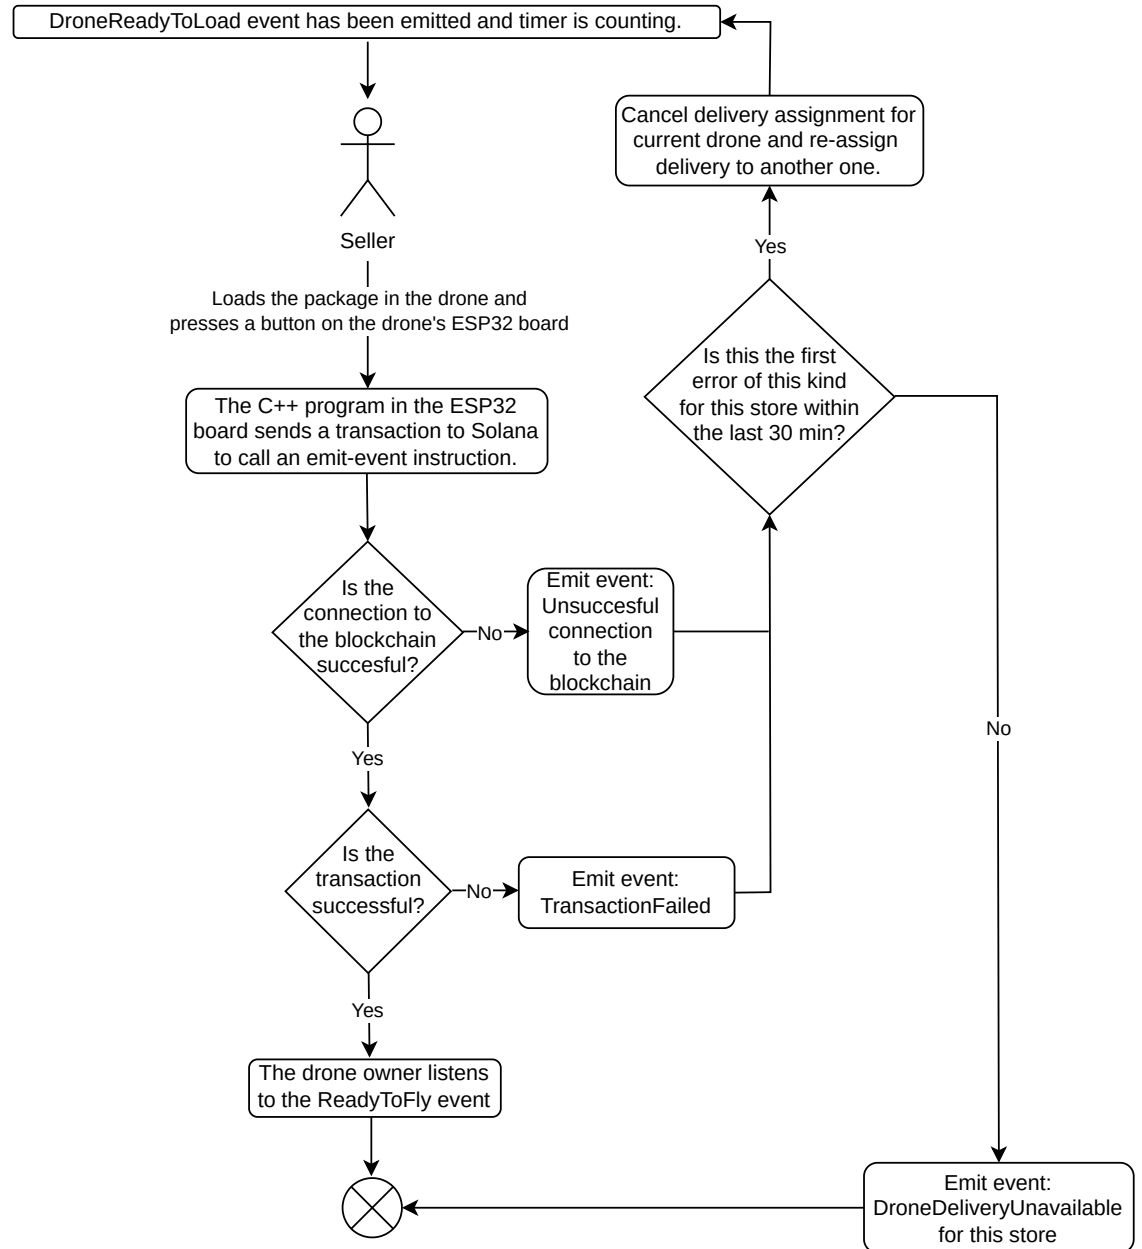 DroneReadyToLoad event has been emitted and timer is counting.
Cancel delivery assignment for
current drone and re-assign
delivery to another one.
Seller
Yes
Loads the package in the drone and
presses a button on the drone's ESP32 board
Is this the first
error of this kind
for this store within
the last 30 min?
The C++ program in the ESP32
board sends a transaction to Solana
to call an emit-event instruction.
Is the
connection to
the blockchain
succesful?
No
Emit event:
Unsuccesful
connection
to the
blockchain
No
Yes
Is the
transaction
successful?
No
Emit event:
TransactionFailed
Yes
The drone owner listens
to the ReadyToFly event
Emit event:
DroneDeliveryUnavailable
for this store